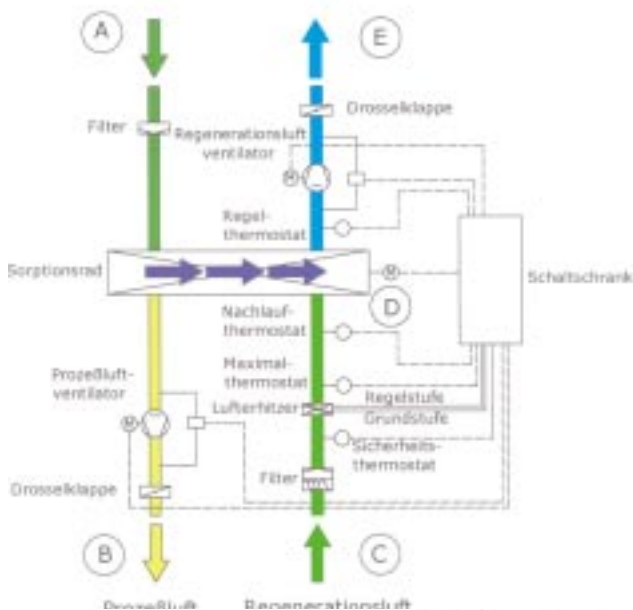 A
E
Filter
Drosselklappe
Regenerationsluft
ventilator
M
Regel-
thermostat
Sorptionsrad
M
Schaltschrank
D
Nachlauf-
thermostat
Maximal-
thermostat
Prozeßluft-
ventilator
Lufterhitzer
Regelstufe
Grundstufe
M
Sicherheits-
thermostat
Filter
Drosselklappe
B
C
Prozeßluft
Regenerationsluft